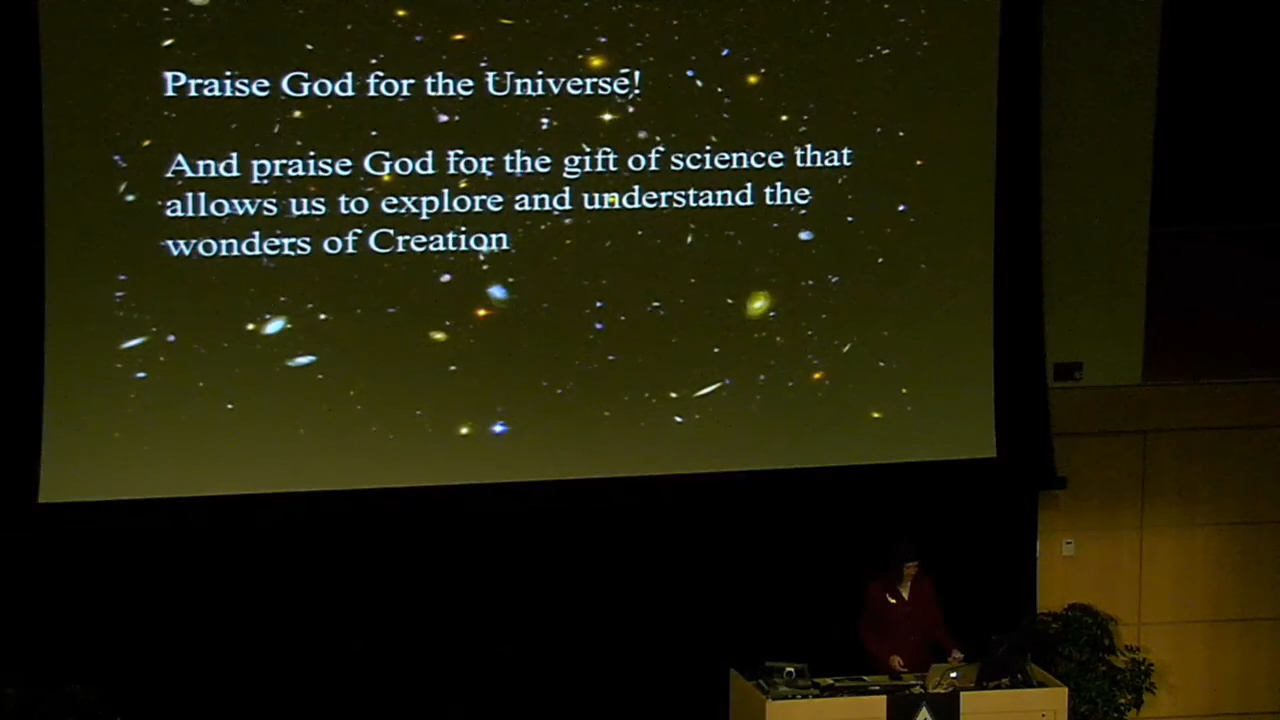 Praise God for the Universe!
And praise God for the gift of science that
allows us to explore and understand the
wonders of Creation